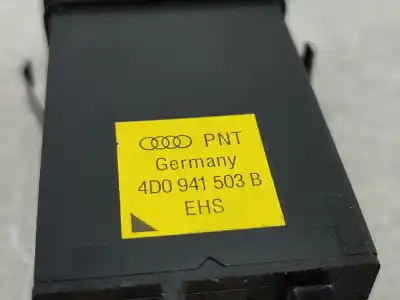 PNT
Germany
4D0 941 503 B
EHS